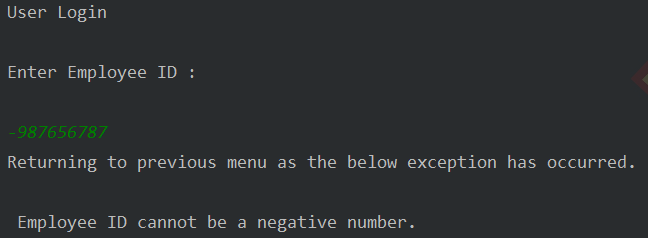 User Login
Enter Employee ID :
-987656787
Returning to previous menu as the below exception has occurred.
Employee ID cannot be a negative number.